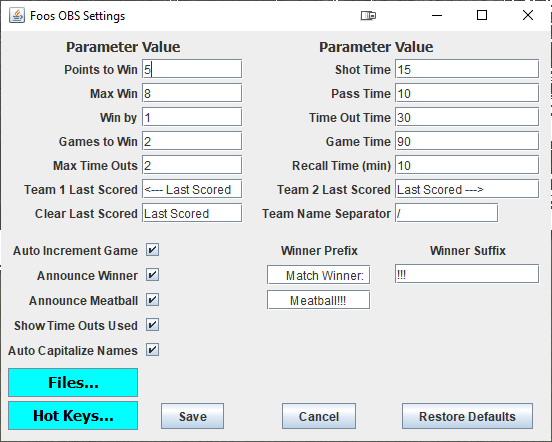 Foos OBS Settings
Parameter Value Parameter Value
Points to Win 5 Shot Time 15
Max Win 8 Pass Time 10
Win by 1 Time Out Time 30
Games to Win 2 Game Time 90
Max Time Outs 2 Recall Time (min) 10
Team 1 Last Scored <--- Last Scored Team 2 Last Scored Last Scored --->
Clear Last Scored Last Scored Team Name Separator /
Auto Increment Game Winner Prefix Winner Suffix
Announce Winner Match Winner: !!!
Announce Meatball Meatball!!!
Show Time Outs Used
Auto Capitalize Names
Files...
Hot Keys... Save Cancel Restore Defaults